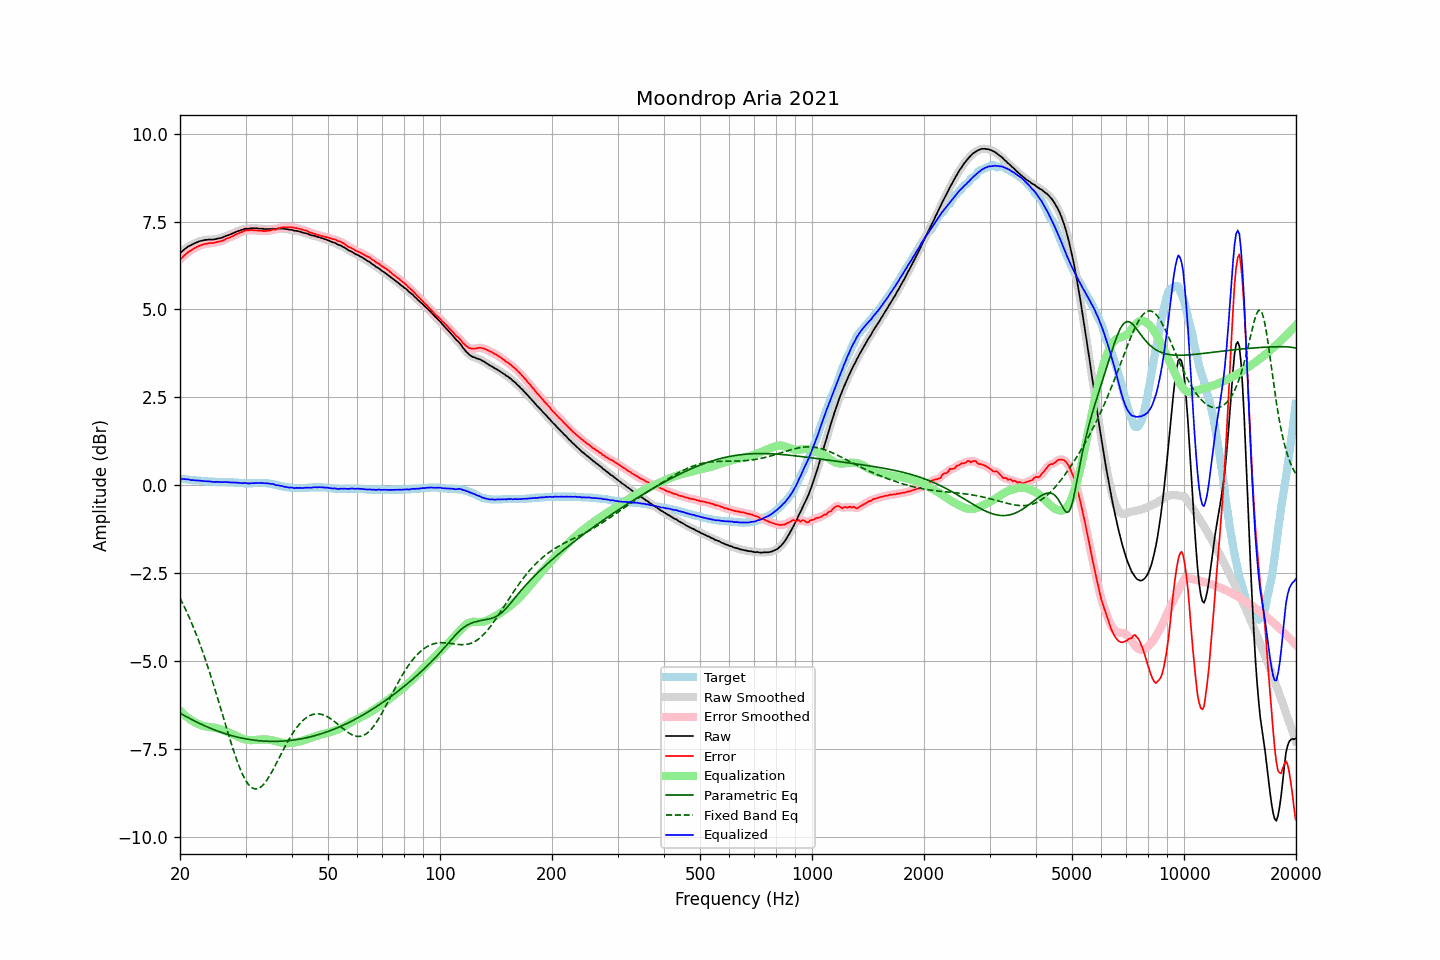 Moondrop Aria 2021
Amplitude (dBr)
10.0
7.5
5.0
2.5
0.0
−2.5
−5.0
−7.5
−10.0
Target
Raw Smoothed
Error Smoothed
Raw
Error
Equalization
Parametric Eq
Fixed Band Eq
Equalized
20 50 100 200 500 1000 2000 5000 10000 20000
Frequency (Hz)